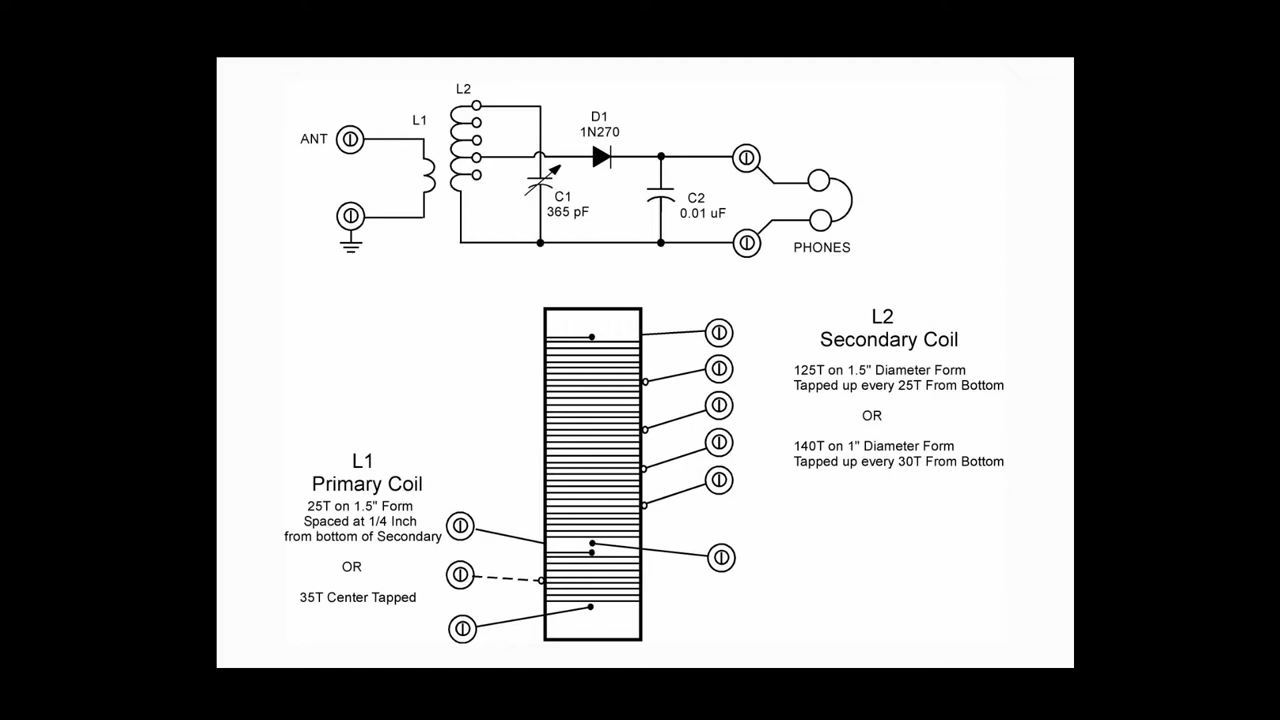 L2
L1
ANT
D1
1N270
C1
365 pF
C2
0.01 uF
PHONES
L2
Secondary Coil
125T on 1.5" Diameter Form
Tapped up every 25T From Bottom
OR
140T on 1" Diameter Form
Tapped up every 30T From Bottom
L1
Primary Coil
25T on 1.5" Form
Spaced at 1/4 Inch
from bottom of Secondary
OR
35T Center Tapped